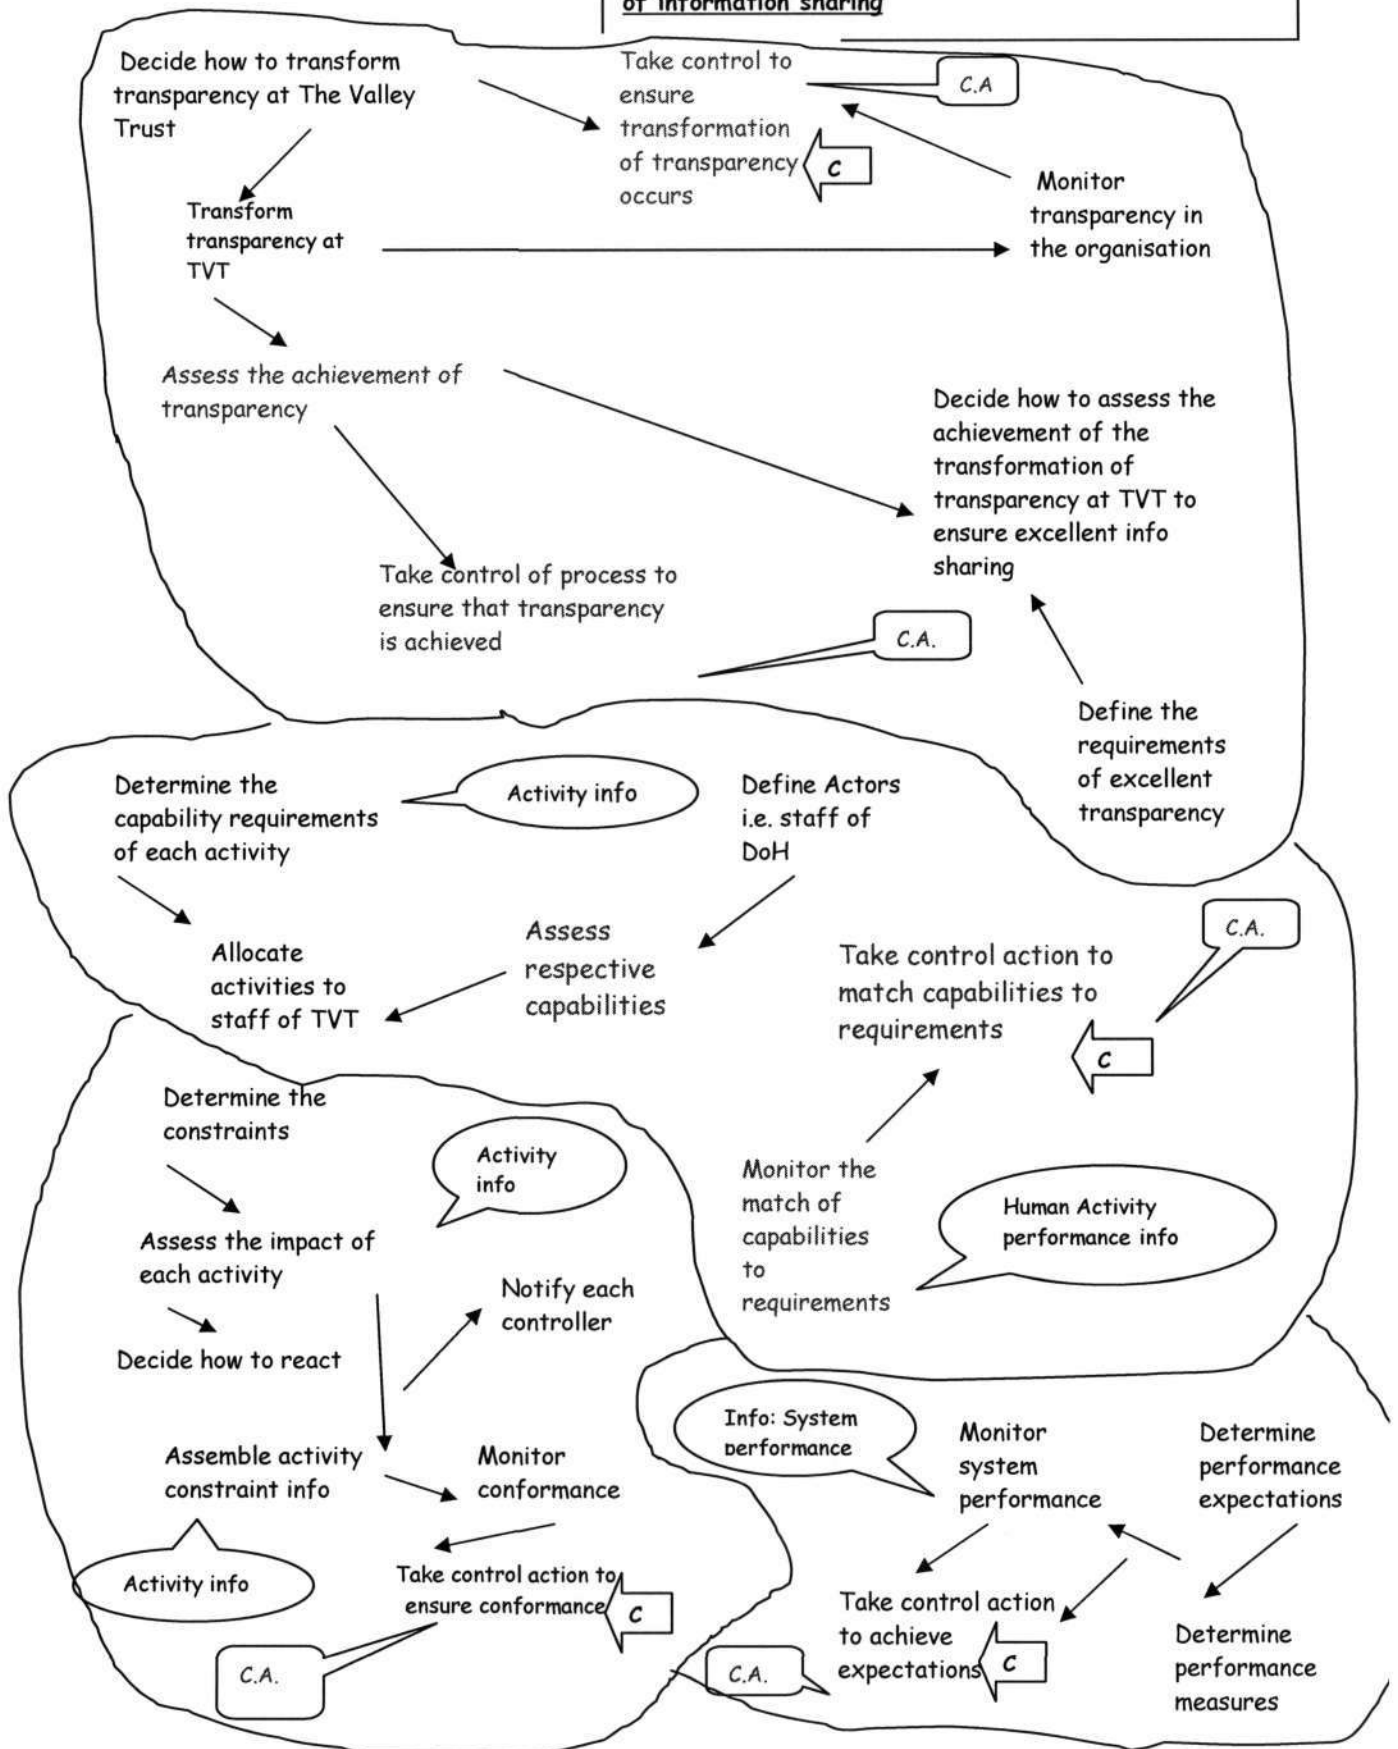 of information sharing
Decide how to transform
transparency at The Valley
Trust
Take control to
ensure
transformation
of transparency
occurs
C.A
C
Monitor
transparency in
the organisation
Transform
transparency at
TVT
Assess the achievement of
transparency
Decide how to assess the
achievement of the
transformation of
transparency at TVT to
ensure excellent info
sharing
Take control of process to
ensure that transparency
is achieved
C.A.
Define the
requirements
of excellent
transparency
Determine the
capability requirements
of each activity
Activity info
Define Actors
i.e. staff of
DoH
Allocate
activities to
staff of TVT
Assess
respective
capabilities
Take control action to
match capabilities to
requirements
C.A.
C
Determine the
constraints
Activity
info
Monitor the
match of
capabilities
to
requirements
Human Activity
performance info
Assess the impact of
each activity
Notify each
controller
Decide how to react
Info: System
performance
Monitor
system
performance
Determine
performance
expectations
Assemble activity
constraint info
Monitor
conformance
Activity info
Take control action to
ensure conformance
C
C.A.
Take control action
to achieve
expectations
C
C.A.
Determine
performance
measures